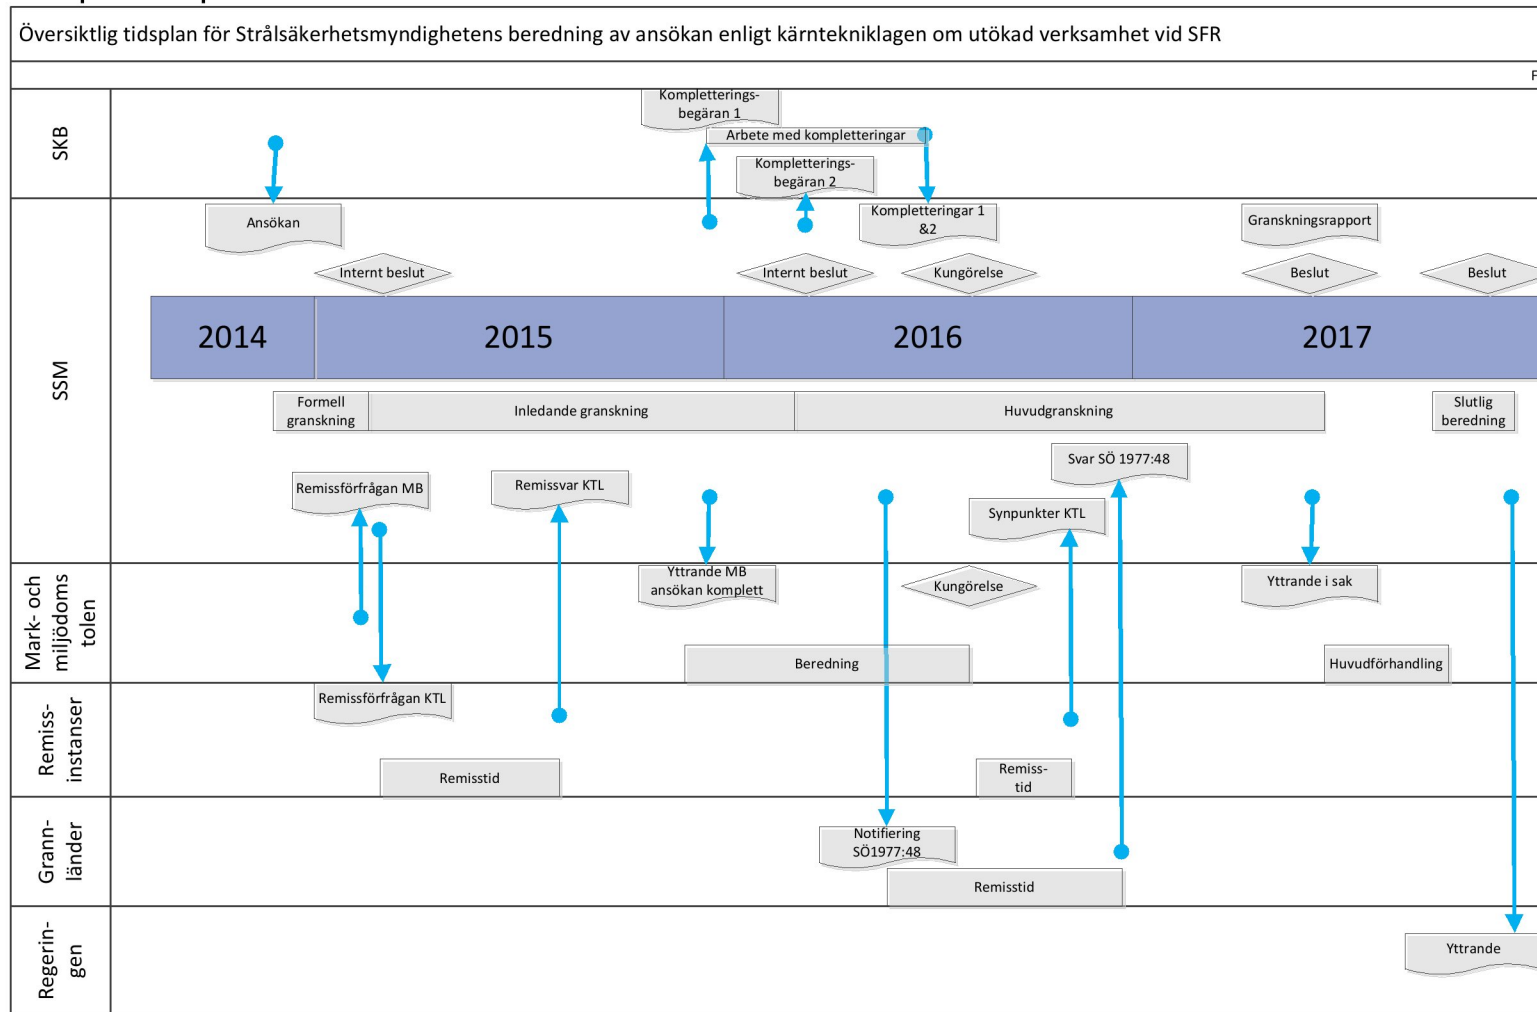 Översiktlig tidsplan för Strålsäkerhetsmyndighetens beredning av ansökan enligt kärntekniklagen om utökad verksamhet vid SFR
F
SKB
Kompletterings-
begäran 1
Arbete med kompletteringar
Kompletterings-
begäran 2
SSM
Ansökan
Kompletteringar 1
&2
Granskningsrapport
Internt beslut
Internt beslut
Kungörelse
Beslut
Beslut
2014
2015
2016
2017
Formell
granskning
Inledande granskning
Huvudgranskning
Slutlig
beredning
Remissförfrågan MB
Remissvar KTL
Svar SÖ 1977:48
Synpunkter KTL
Mark- och
miljödoms
tolen
Yttrande MB
ansökan komplett
Kungörelse
Yttrande i sak
Beredning
Huvudförhandling
Remiss-
instanser
Remissförfrågan KTL
Remisstid
Remiss-
tid
Grann-
länder
Notifiering
SÖ1977:48
Remisstid
Regerin-
gen
Yttrande